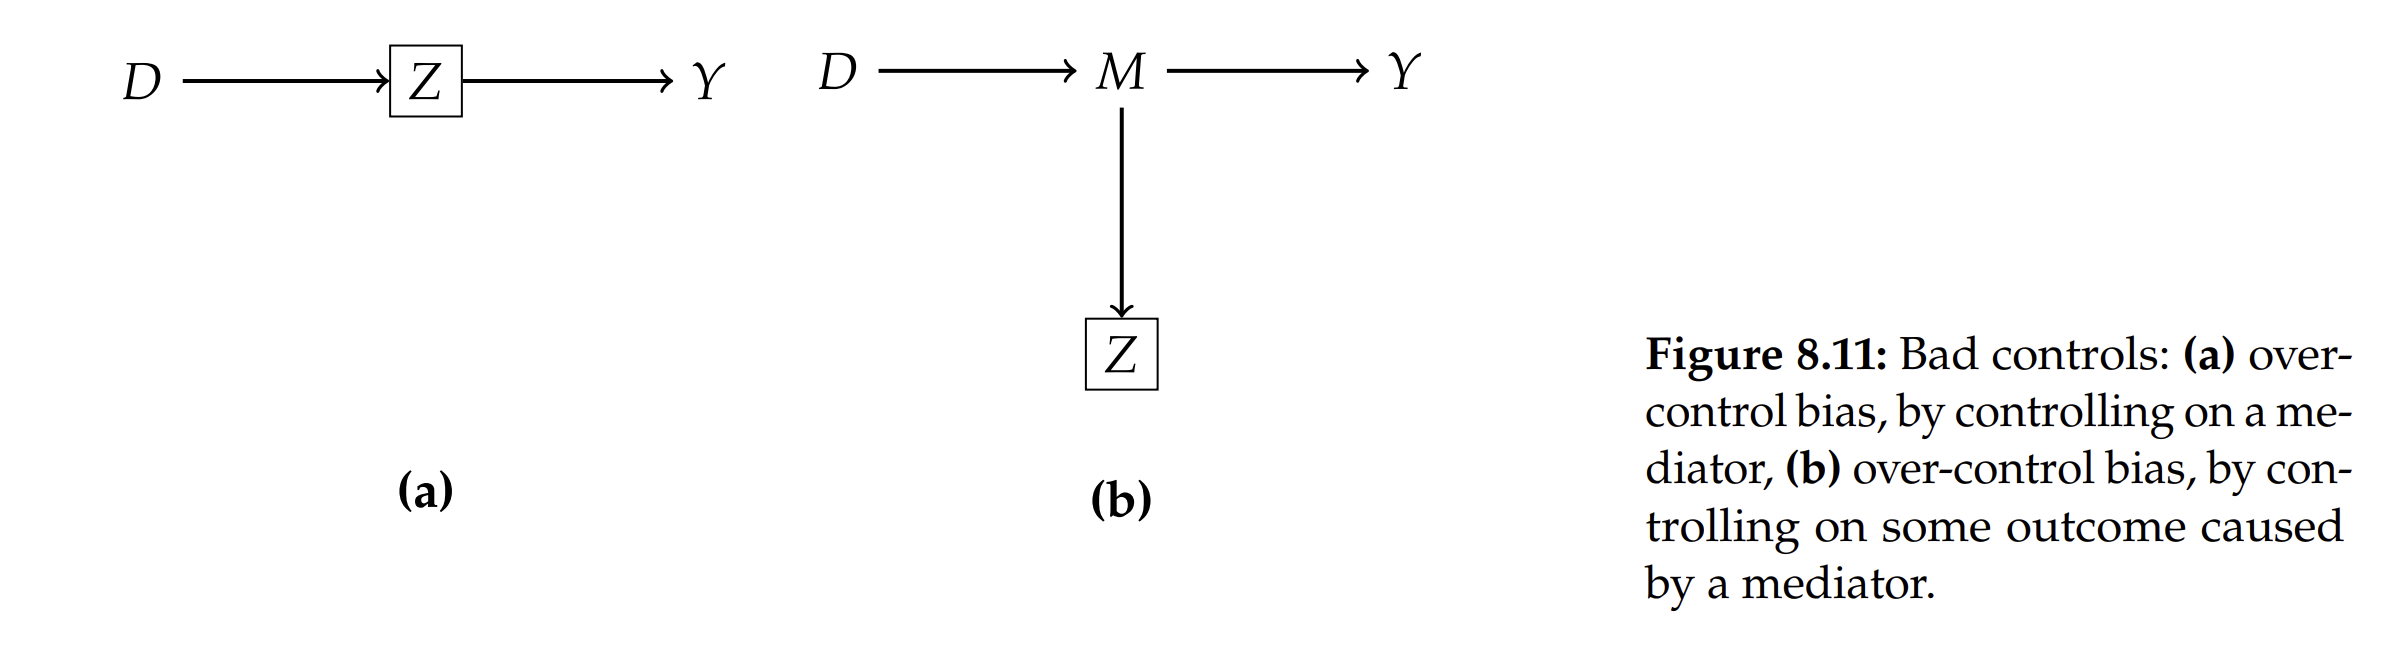 D Z Y
D M Y
Z
(a)
(b)
Figure 8.11: Bad controls: (a) over-
control bias, by controlling on a me-
diator, (b) over-control bias, by con-
trolling on some outcome caused
by a mediator.